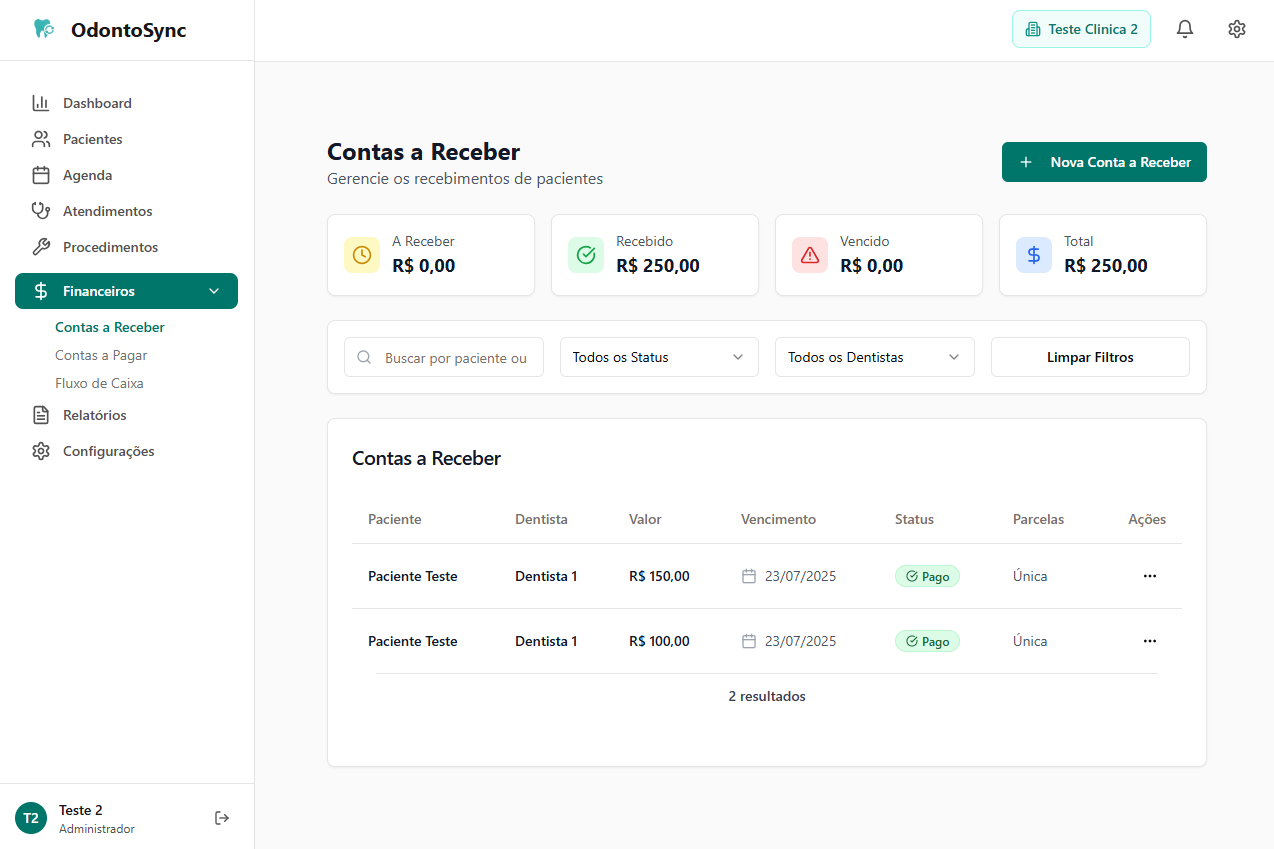 OdontoSync
Teste Clinica 2
Dashboard
Pacientes
Agenda
Atendimentos
Procedimentos
Financeiros
Contas a Receber
Contas a Pagar
Fluxo de Caixa
Relatórios
Configurações
T2
Teste 2
Administrador
Contas a Receber
Gerencie os recebimentos de pacientes
+ Nova Conta a Receber
A Receber
R$ 0,00
Recebido
R$ 250,00
Vencido
R$ 0,00
Total
R$ 250,00
Buscar por paciente ou
Todos os Status
Todos os Dentistas
Limpar Filtros
Contas a Receber
Paciente Dentista Valor Vencimento Status Parcelas Ações
Paciente Teste Dentista 1 R$ 150,00 23/07/2025 Pago Única ...
Paciente Teste Dentista 1 R$ 100,00 23/07/2025 Pago Única ...
2 resultados